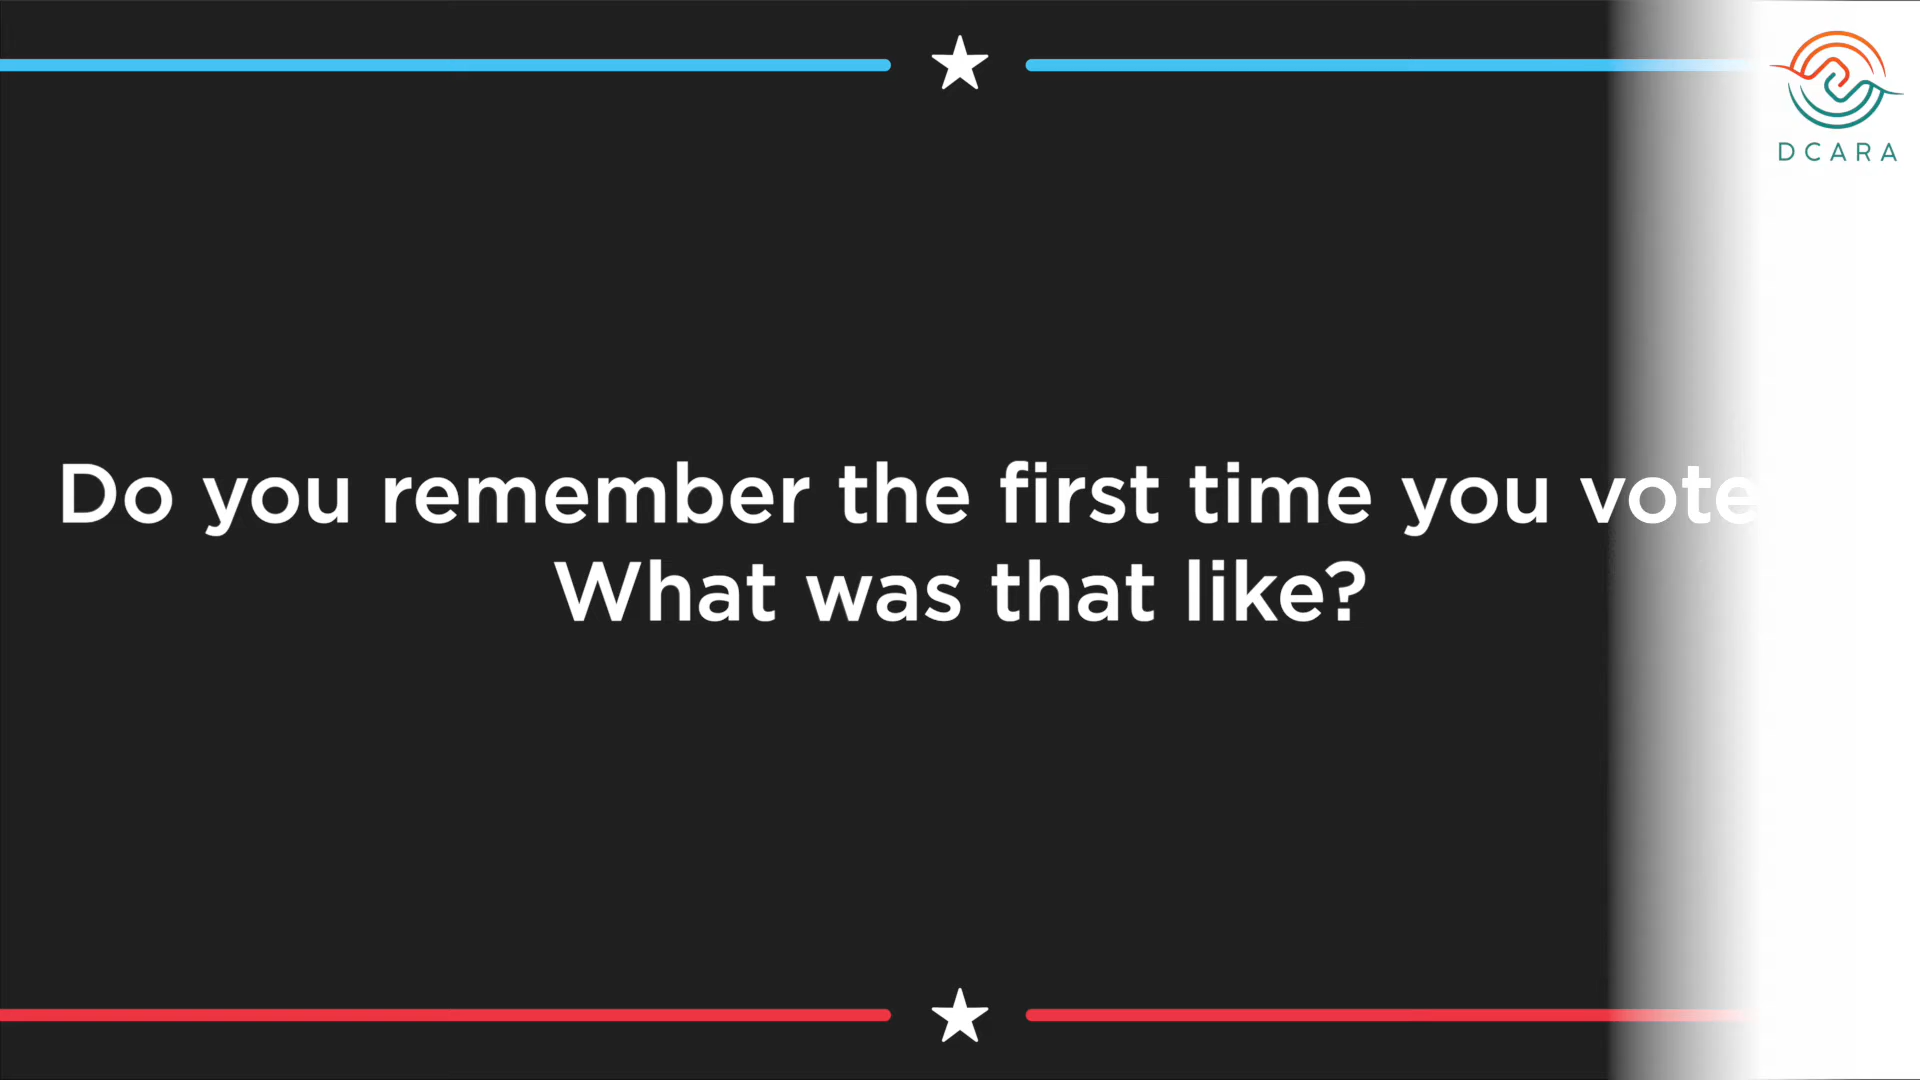 DCARA
Do you remember the first time you vote
What was that like?